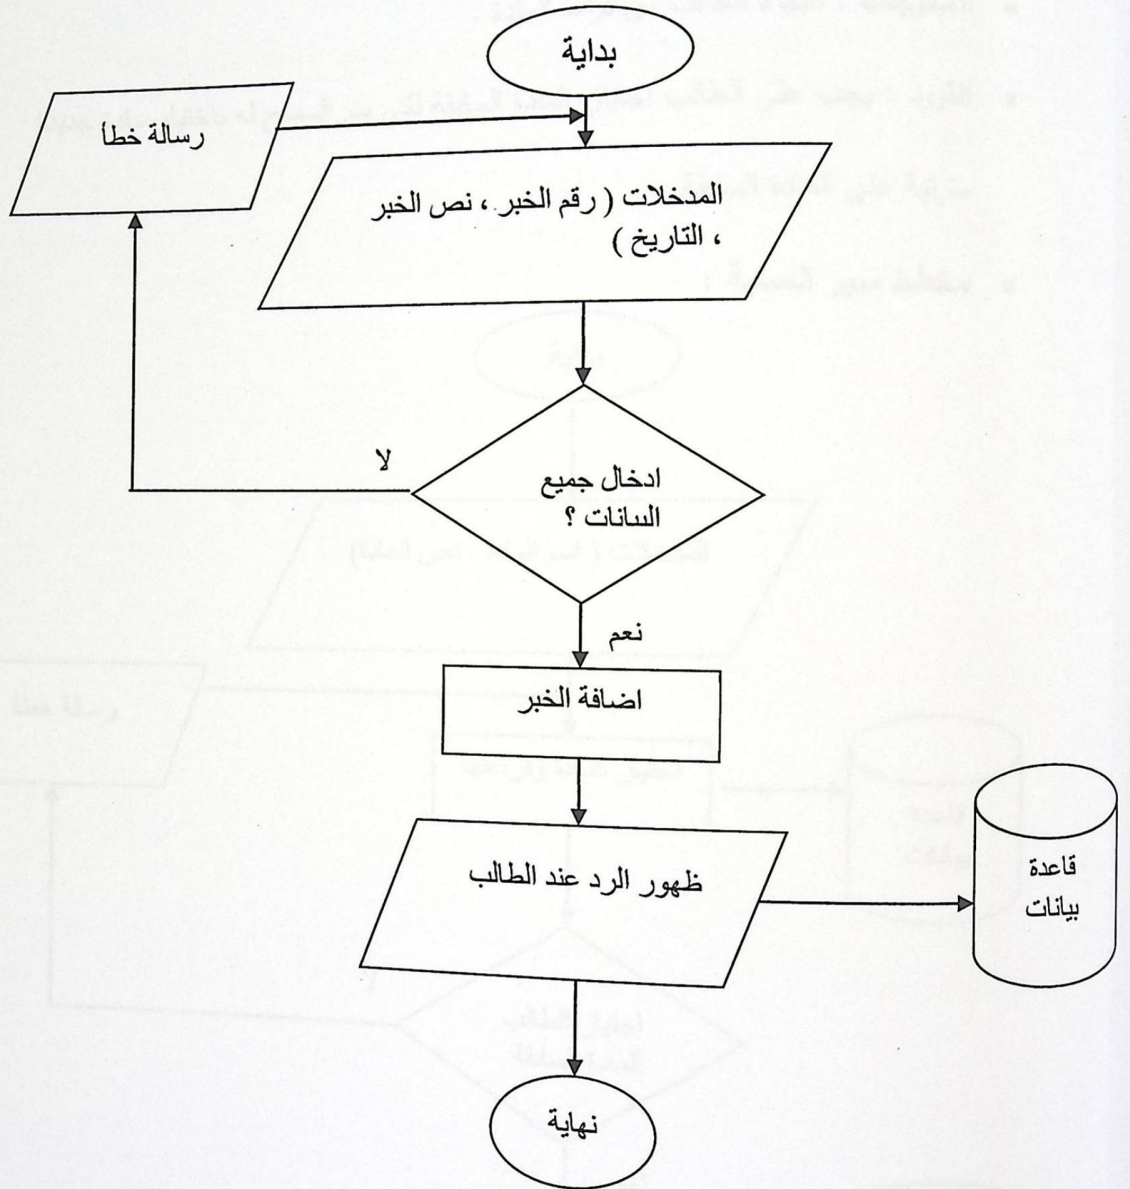 بداية
رسالة خطأ
المدخلات ( رقم الخبر ، نص الخبر
، التاريخ )
ادخال جميع
البيانات ؟
لا
نعم
اضافة الخبر
ظهور الرد عند الطالب
قاعدة
بيانات
نهاية